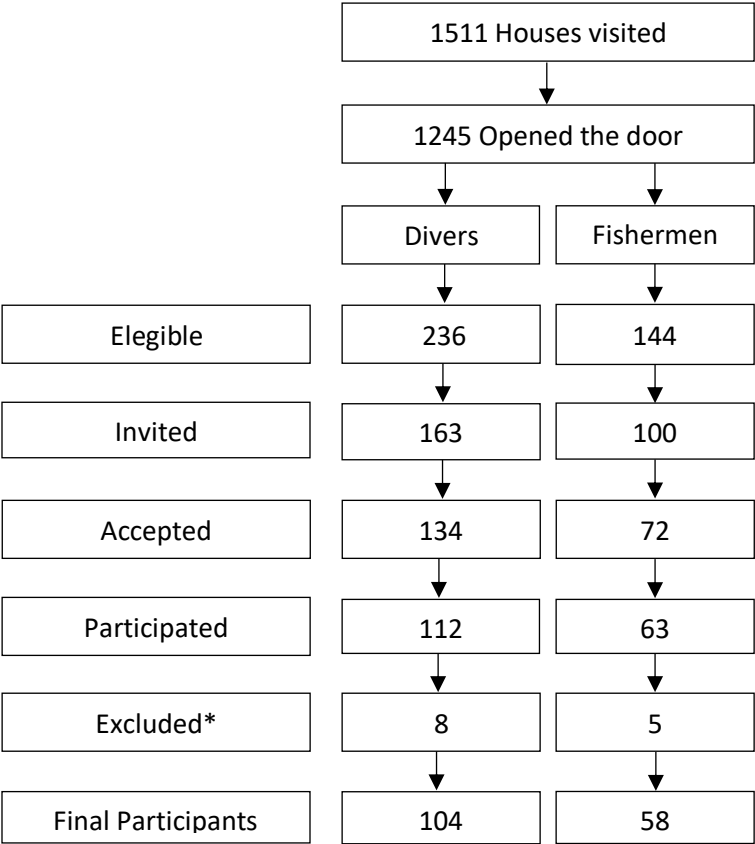 1511 Houses visited
1245 Opened the door
Divers
Fishermen
Elegible
236
144
Invited
163
100
Accepted
134
72
Participated
112
63
Excluded*
8
5
Final Participants
104
58